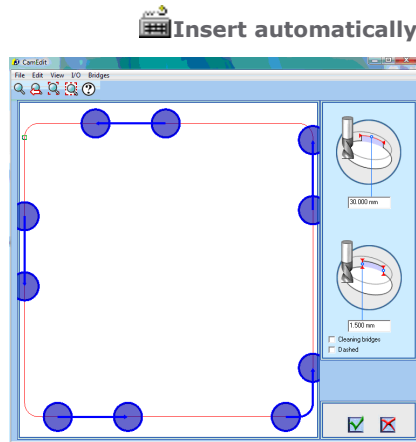 Insert automatically
CamEdit
File Edit View I/O Bridges
30.000 mm
1.500 mm
Cleaning bridges
Dashed